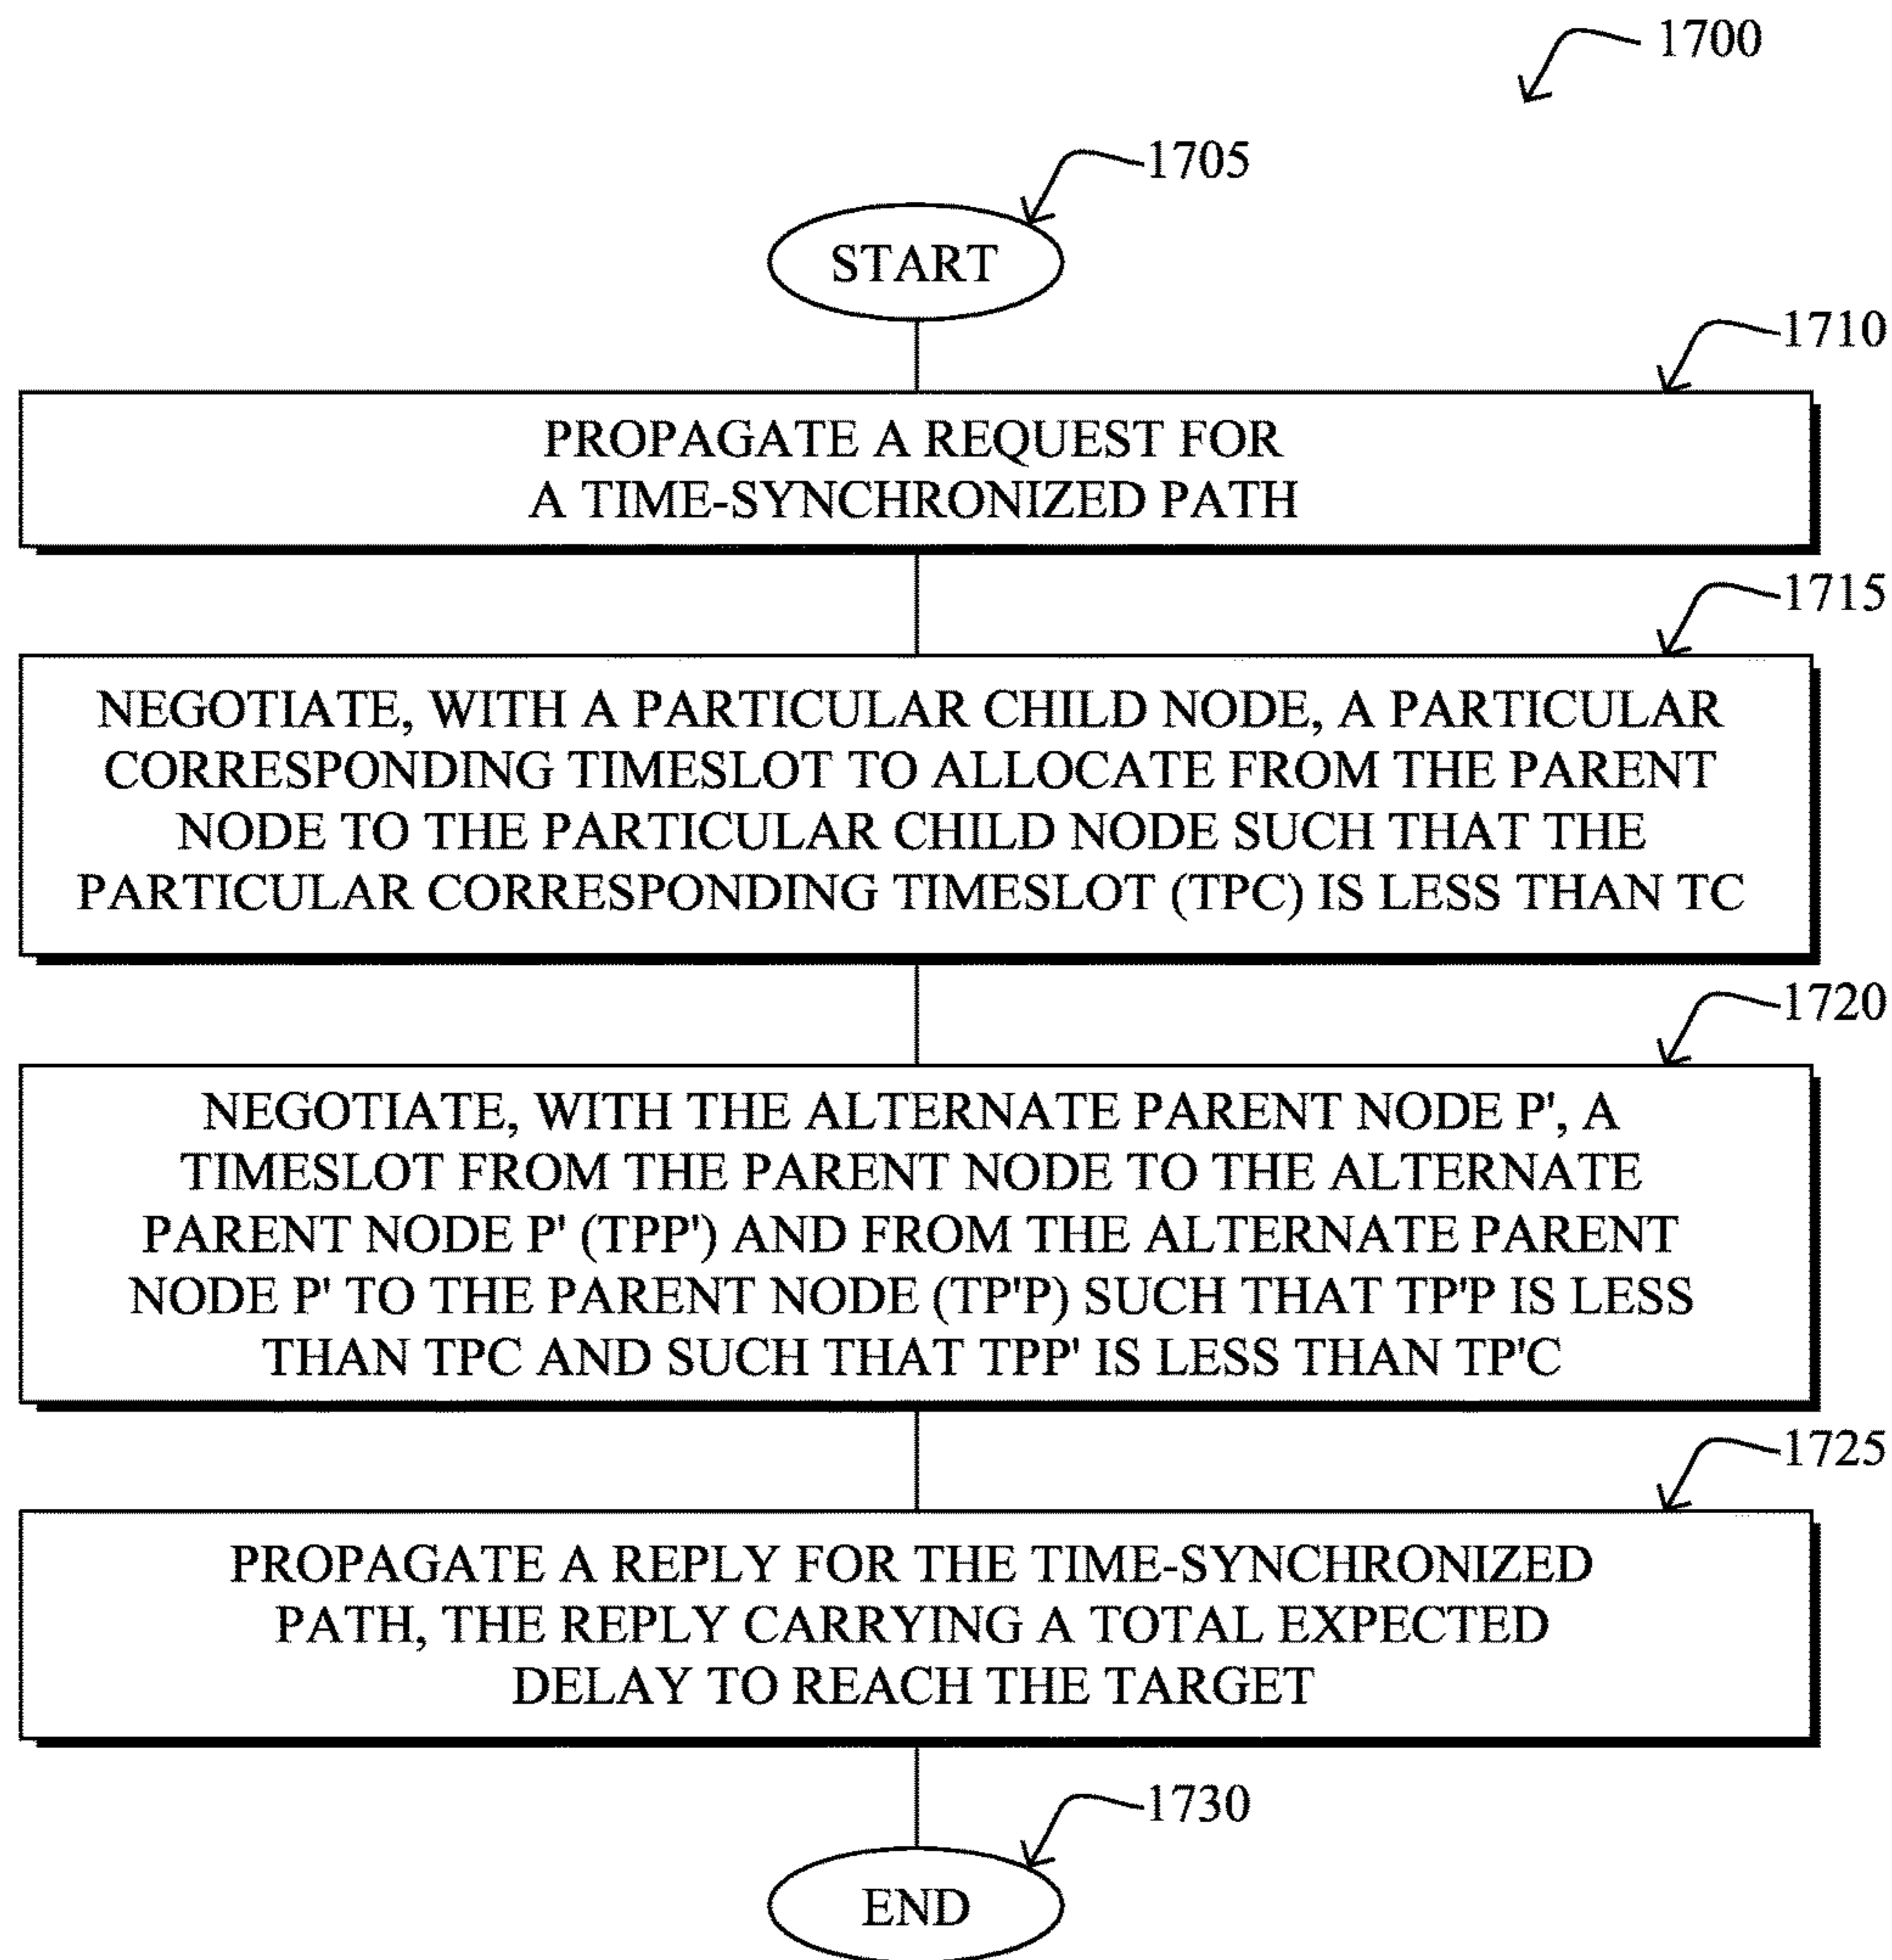 1700
1705
START
1710
PROPAGATE A REQUEST FOR
A TIME-SYNCHRONIZED PATH
1715
NEGOTIATE, WITH A PARTICULAR CHILD NODE, A PARTICULAR
CORRESPONDING TIMESLOT TO ALLOCATE FROM THE PARENT
NODE TO THE PARTICULAR CHILD NODE SUCH THAT THE
PARTICULAR CORRESPONDING TIMESLOT (TPC) IS LESS THAN TC
1720
NEGOTIATE, WITH THE ALTERNATE PARENT NODE P', A
TIMESLOT FROM THE PARENT NODE TO THE ALTERNATE
PARENT NODE P' (TPP') AND FROM THE ALTERNATE PARENT
NODE P' TO THE PARENT NODE (TP'P) SUCH THAT TP'P IS LESS
THAN TPC AND SUCH THAT TPP' IS LESS THAN TP'C
1725
PROPAGATE A REPLY FOR THE TIME-SYNCHRONIZED
PATH, THE REPLY CARRYING A TOTAL EXPECTED
DELAY TO REACH THE TARGET
1730
END